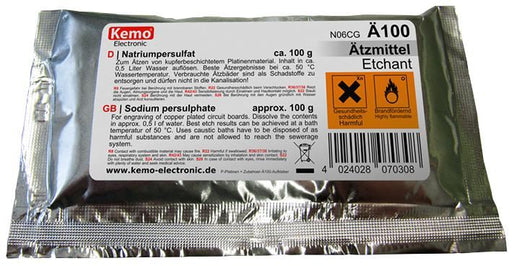 Kemo
Electronic
N06CG Ä100
Ätzmittel
Etchant
D | Natriumpersulfat ca. 100 g
Zum Ätzen von kupferbeschichtetem Platinenmaterial. Inhalt in ca.
0,5 Liter Wasser auflösen. Beste Ätzergebnisse bei ca. 50 °C
Wassertemperatur. Verbrauchte Ätzbäder sind als Schadstoffe zu
entsorgen und dürfen nicht in die Kanalisation!
GB | Sodium persulphate approx. 100 g
For engraving of copper plated circuit boards. Dissolve the contents
in approx. 0,5 l of water. Best etch results can be achieved at a bath
temperatur of 50 °C. Uses caustic baths have to be disposed of as
harmful substances and are not allowed to reach the sewerage
system.
www.kemo-electronic.de
Gesundheits-
schädlich
Harmful
Brandfördernd
Highly flammable
4 024028 070308